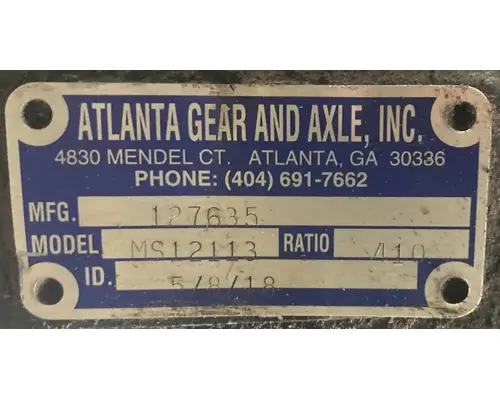 ATLANTA GEAR AND AXLE, INC.
4830 MENDEL CT. ATLANTA, GA 30336
PHONE: (404) 691-7662
MFG. 127635
MODEL MS12113 RATIO 410
ID. 5/8/18